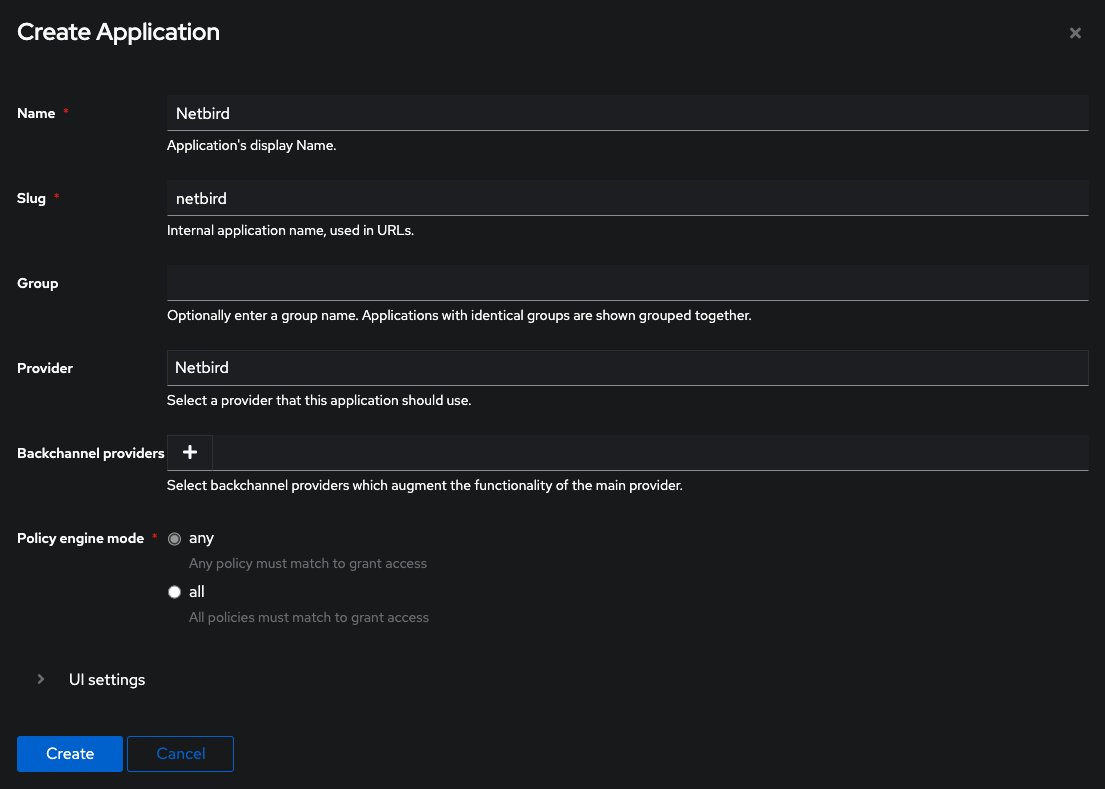 Create Application
Name *
Netbird
Application's display Name.
Slug *
netbird
Internal application name, used in URLs.
Group
Optionally enter a group name. Applications with identical groups are shown grouped together.
Provider
Netbird
Select a provider that this application should use.
Backchannel providers
Select backchannel providers which augment the functionality of the main provider.
Policy engine mode *
any
Any policy must match to grant access
all
All policies must match to grant access
UI settings
Create
Cancel